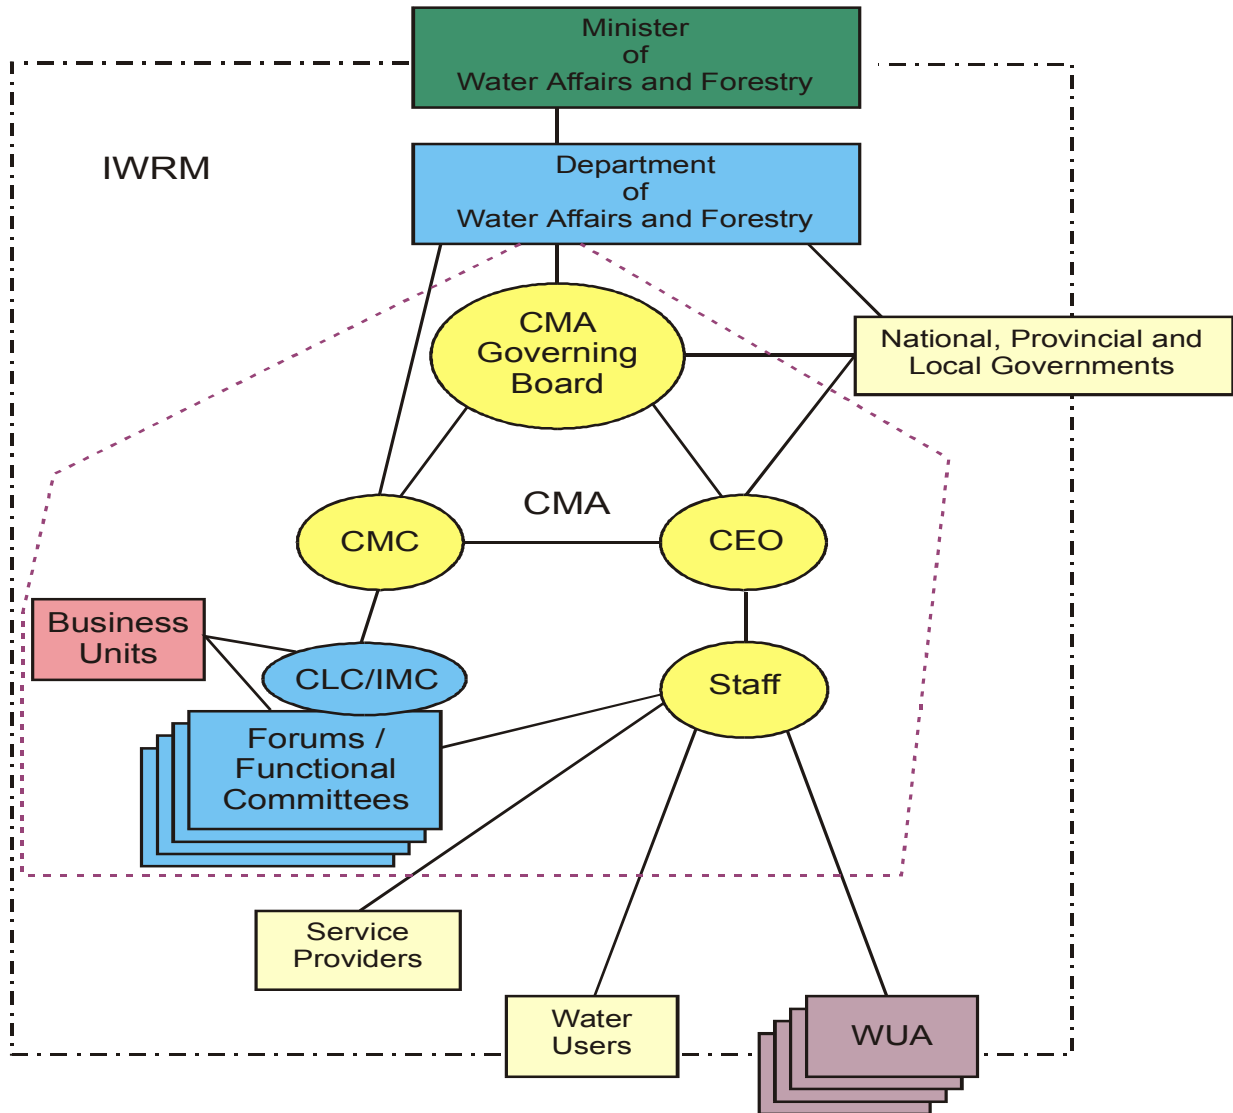 Minister
of
Water Affairs and Forestry
IWRM
Department
of
Water Affairs and Forestry
CMA
Governing
Board
National, Provincial and
Local Governments
CMA
CMC
CEO
Business
Units
CLC/IMC
Staff
Forums /
Functional
Committees
Service
Providers
Water
Users
WUA